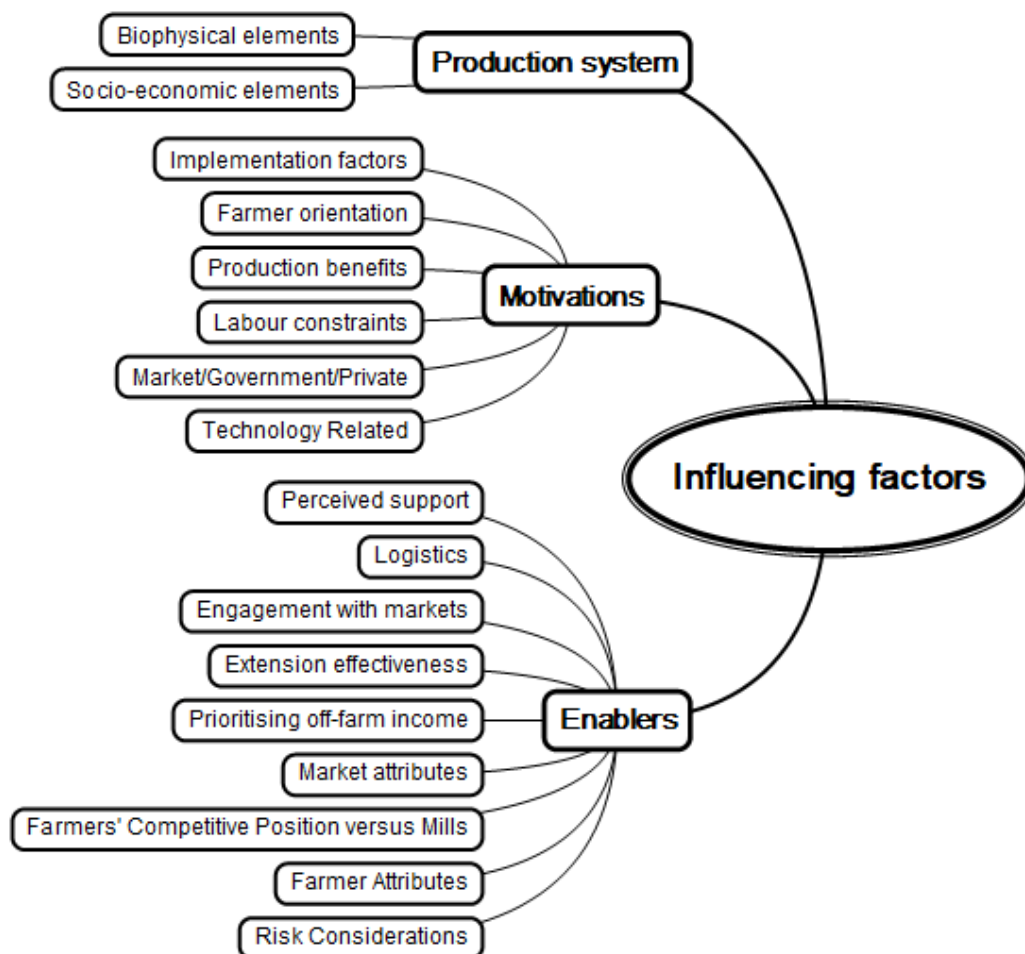 Biophysical elements
Production system
Socio-economic elements
Implementation factors
Farmer orientation
Production benefits
Motivations
Labour constraints
Market/Government/Private
Technology Related
Influencing factors
Perceived support
Logistics
Engagement with markets
Extension effectiveness
Prioritising off-farm income
Enablers
Market attributes
Farmers' Competitive Position versus Mills
Farmer Attributes
Risk Considerations